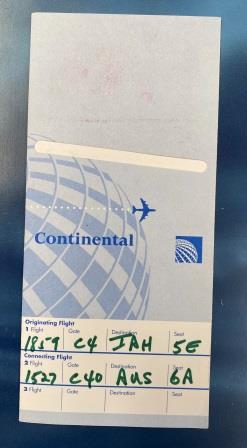 Continental
Originating Flight
1 Flight Gate Destination Seat
1859 C4 IAH 5E
Connecting Flight
2 Flight Gate Destination Seat
1527 C40 AUS 6A
3 Flight Gate Destination Seat